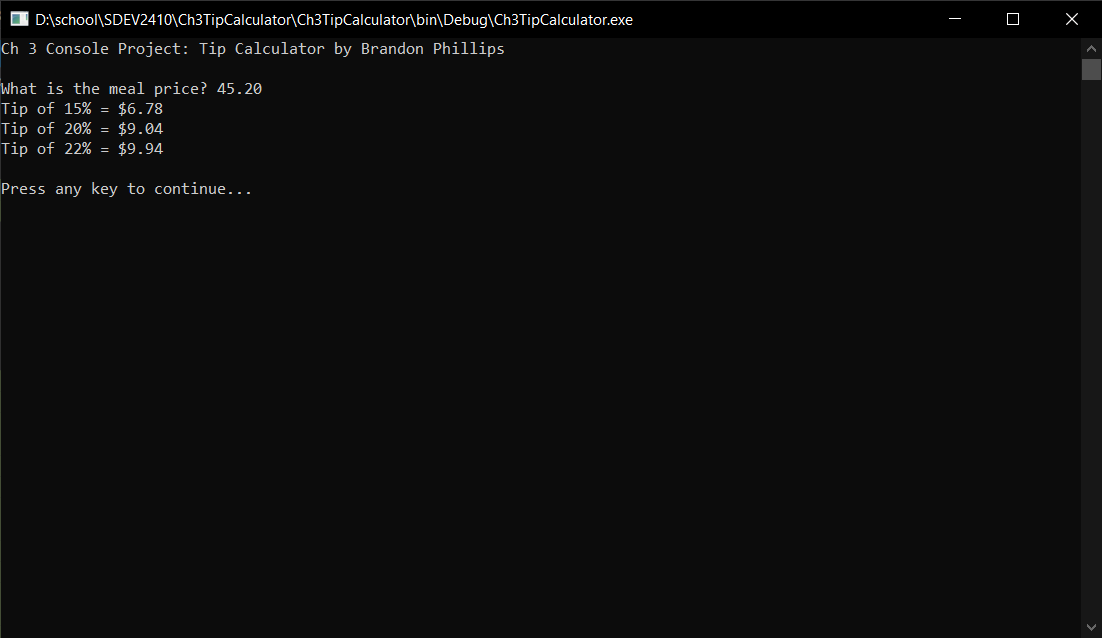 D:\school\SDEV2410\Ch3TipCalculator\Ch3TipCalculator\bin\Debug\Ch3TipCalculator.exe
Ch 3 Console Project: Tip Calculator by Brandon Phillips
What is the meal price? 45.20
Tip of 15% = $6.78
Tip of 20% = $9.04
Tip of 22% = $9.94
Press any key to continue...